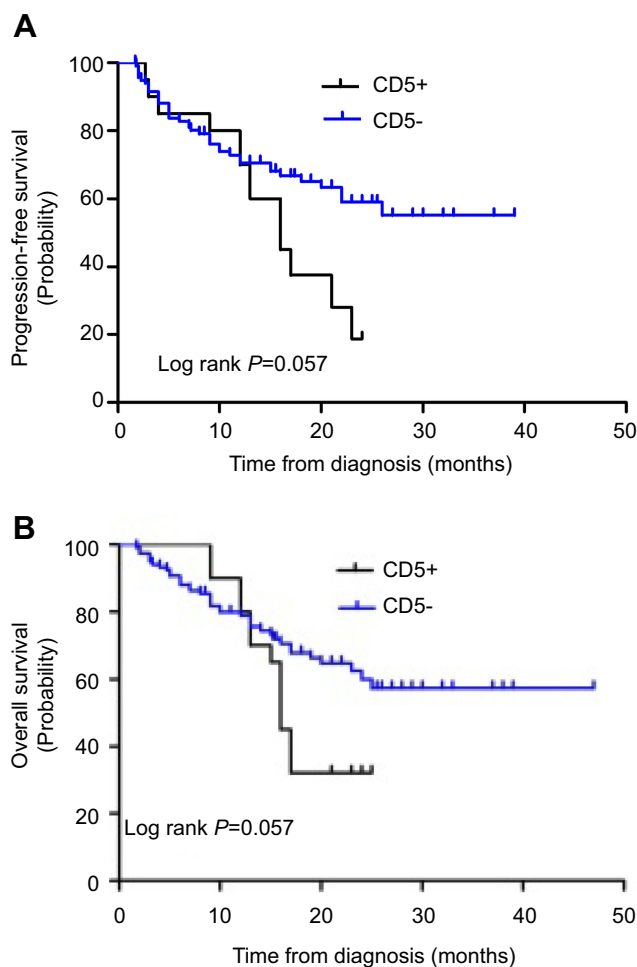 A
100
80
60
40
20
0
Progression-free survival
(Probability)
CD5+
CD5-
Log rank P=0.057
0 10 20 30 40 50
Time from diagnosis (months)
B
100
80
60
40
20
0
Overall survival
(Probability)
CD5+
CD5-
Log rank P=0.057
0 10 20 30 40 50
Time from diagnosis (months)